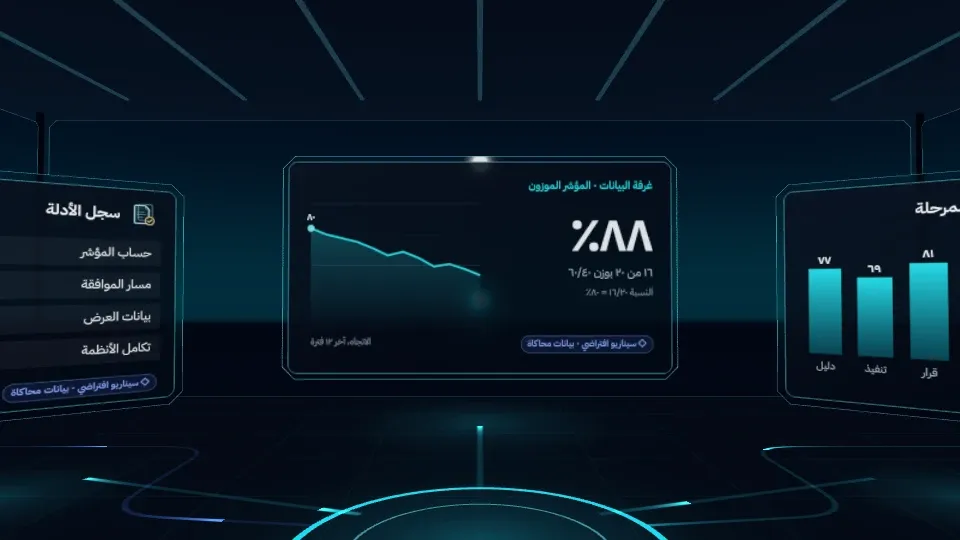 مرحلة
٨١
٦٩
٧٧
قرار
تنفيذ
دليل
غرفة البيانات - المؤشر الموزون
٨٨٪
١٦ من ٢٠ بوزن ٦٠/٤٠
النسبة ١٦/٢٠ = ٨٠٪
سيناريو افتراضي - بيانات محاكاة
٨٠
الاتجاه، آخر ١٢ فترة
سجل الأدلة
حساب المؤشر
مسار الموافقة
بيانات العرض
تكامل الأنظمة
سيناريو افتراضي - بيانات محاكاة